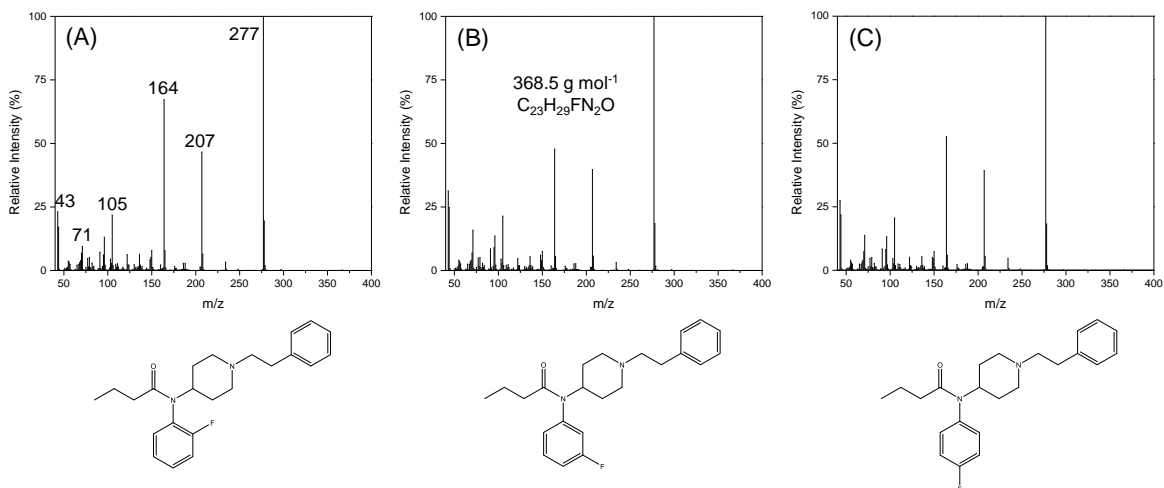 (A)
Relative Intensity (%)
100
75
50
25
0
277
164
207
43
105
71
50 100 150 200 250 300 350 400
m/z
(B)
Relative Intensity (%)
100
75
50
25
0
368.5 g mol-1
C23H29FN2O
50 100 150 200 250 300 350 400
m/z
(C)
Relative Intensity (%)
100
75
50
25
0
50 100 150 200 250 300 350 400
m/z
O
N
N
F
O
N
N
F
O
N
N
F